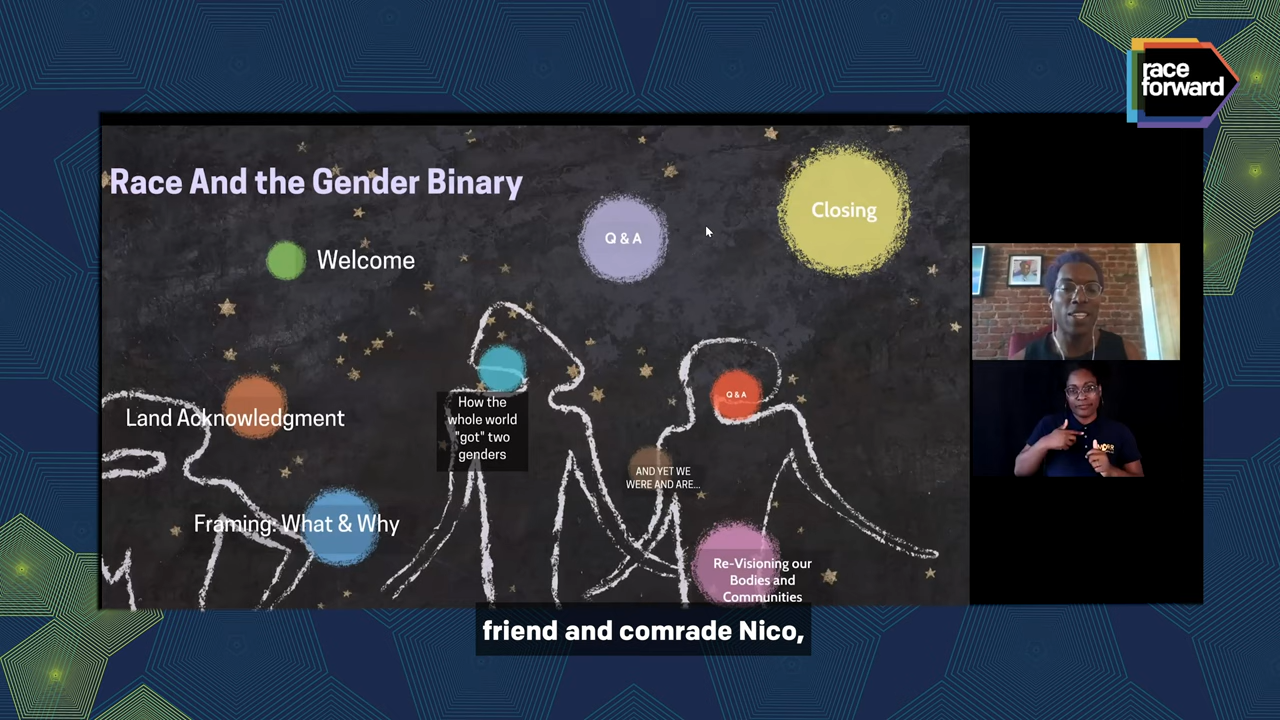 race
forward
Race And the Gender Binary
Closing
Q & A
Welcome
How the
whole world
"got" two
genders
Q & A
Land Acknowledgment
AND YET WE
WERE AND ARE...
Framing: What & Why
Re-Visioning our
Bodies and
Communities
friend and comrade Nico,